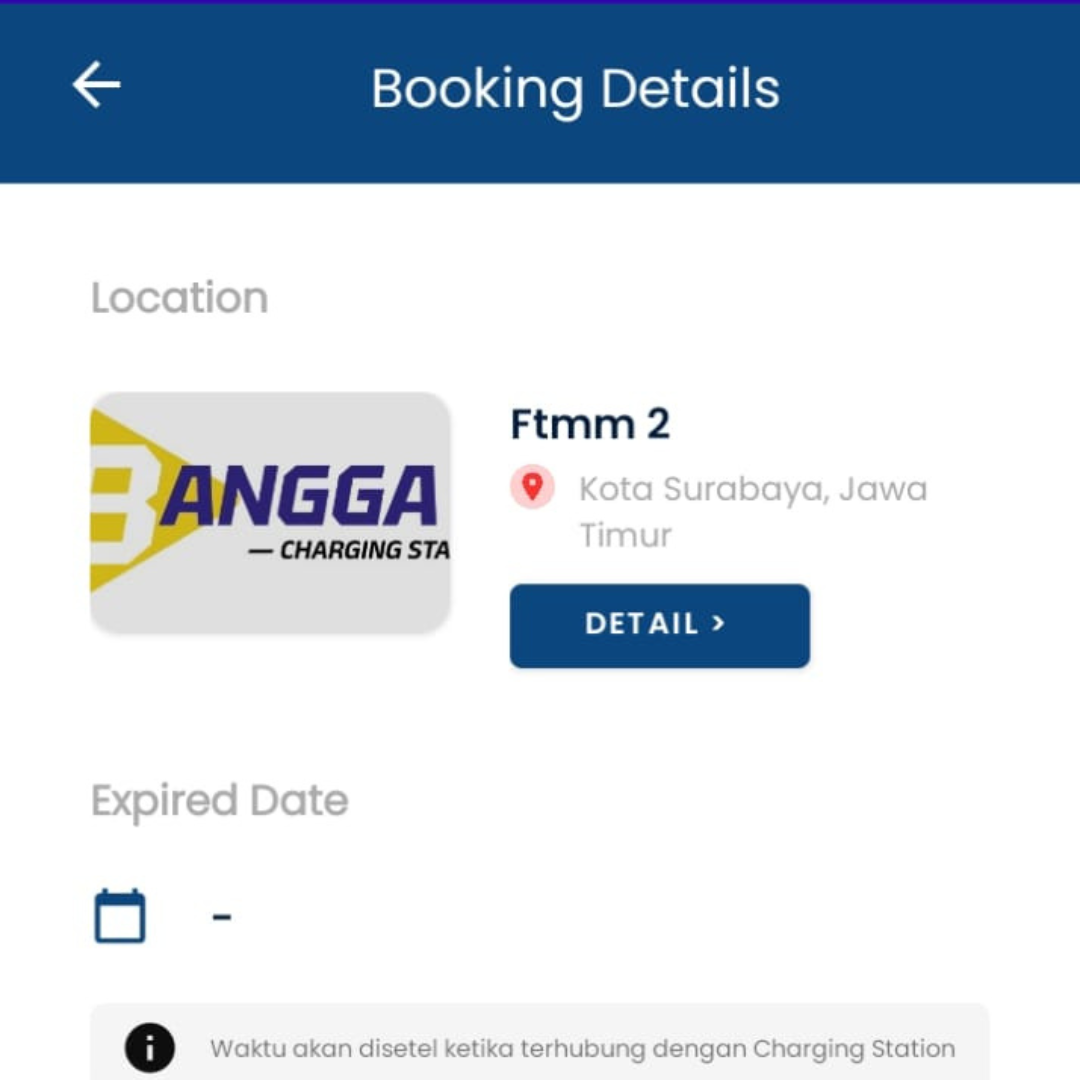 Booking Details
Location
BANGGA
— CHARGING STA
Ftmm 2
Kota Surabaya, Jawa
Timur
DETAIL >
Expired Date
-
Waktu akan disetel ketika terhubung dengan Charging Station